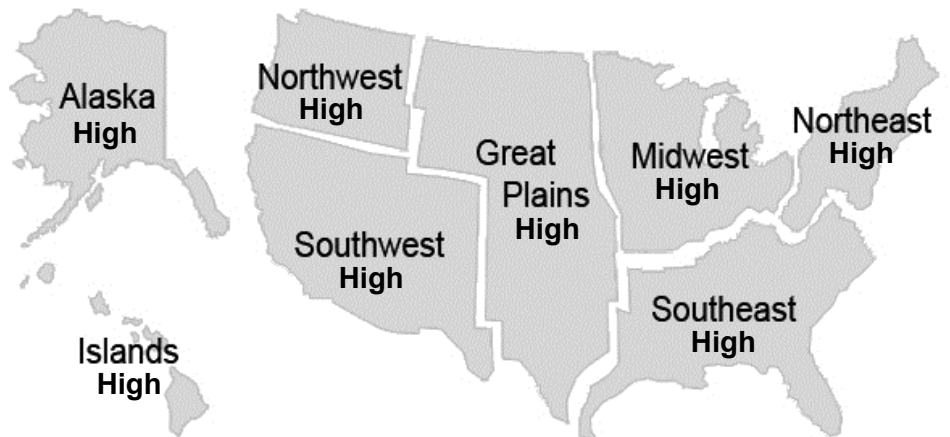 Alaska
High
Northwest
High
Great
Plains
High
Midwest
High
Northeast
High
Southwest
High
Southeast
High
Islands
High